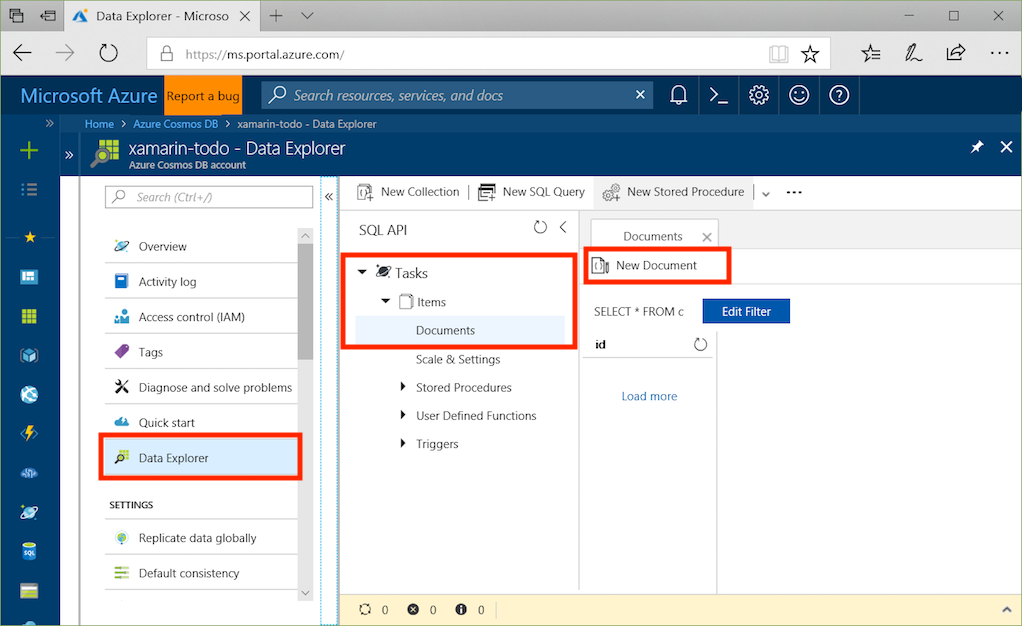 Data Explorer - Microso
https://ms.portal.azure.com/
Microsoft Azure
Report a bug
Search resources, services, and docs
Home > Azure Cosmos DB > xamarin-todo - Data Explorer
xamarin-todo - Data Explorer
Azure Cosmos DB account
Search (Ctrl+/)
Overview
Activity log
Access control (IAM)
Tags
Diagnose and solve problems
Quick start
Data Explorer
SETTINGS
Replicate data globally
Default consistency
New Collection
New SQL Query
New Stored Procedure
SQL API
Tasks
Items
Documents
Scale & Settings
Stored Procedures
User Defined Functions
Triggers
Documents
New Document
SELECT * FROM c
Edit Filter
id
Load more
0 0 0
SQL